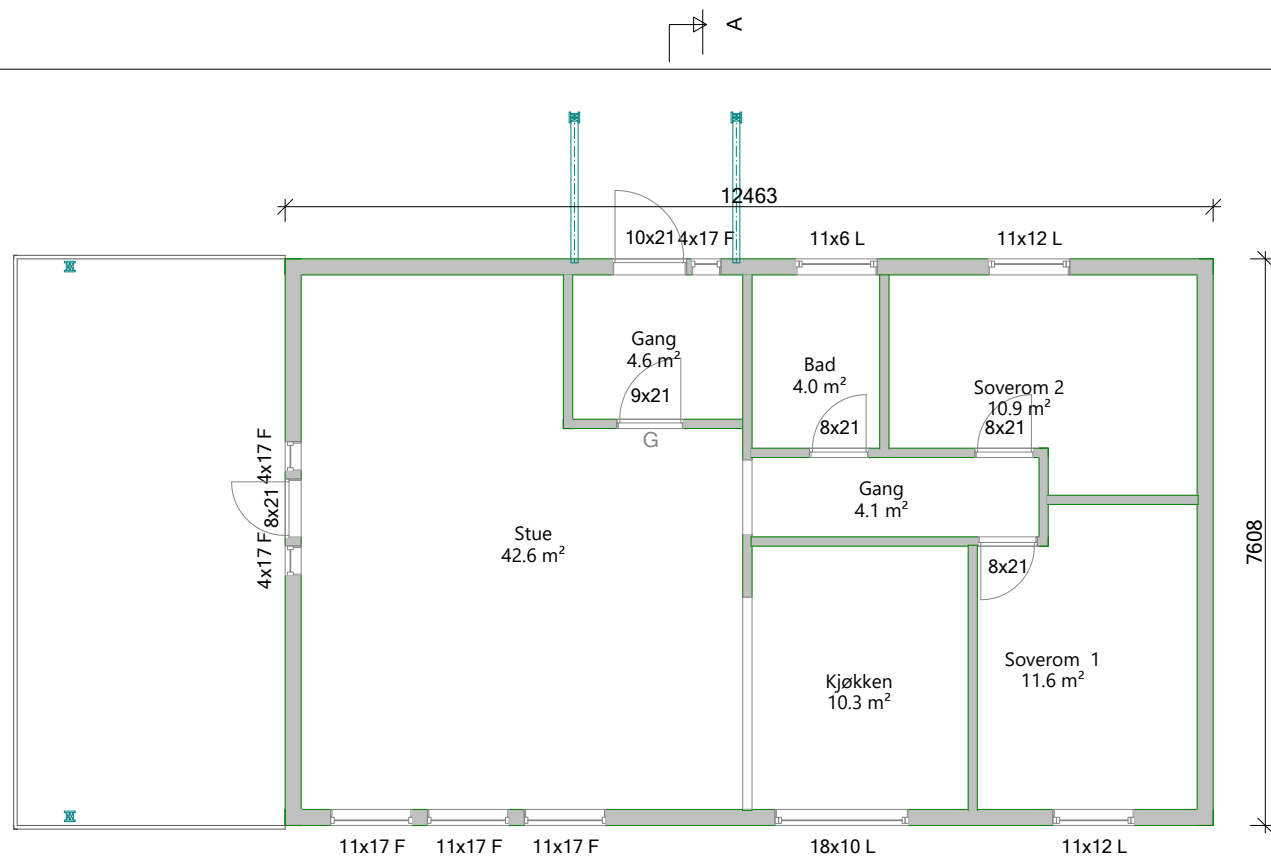 A
12463
10x21
4x17 F
11x6 L
11x12 L
Gang
4.6 m²
9x21
G
Bad
4.0 m²
8x21
Soverom 2
10.9 m²
8x21
4x17 F
8x21
4x17 F
Stue
42.6 m²
Gang
4.1 m²
8x21
7608
Kjøkken
10.3 m²
Soverom 1
11.6 m²
11x17 F
11x17 F
11x17 F
18x10 L
11x12 L